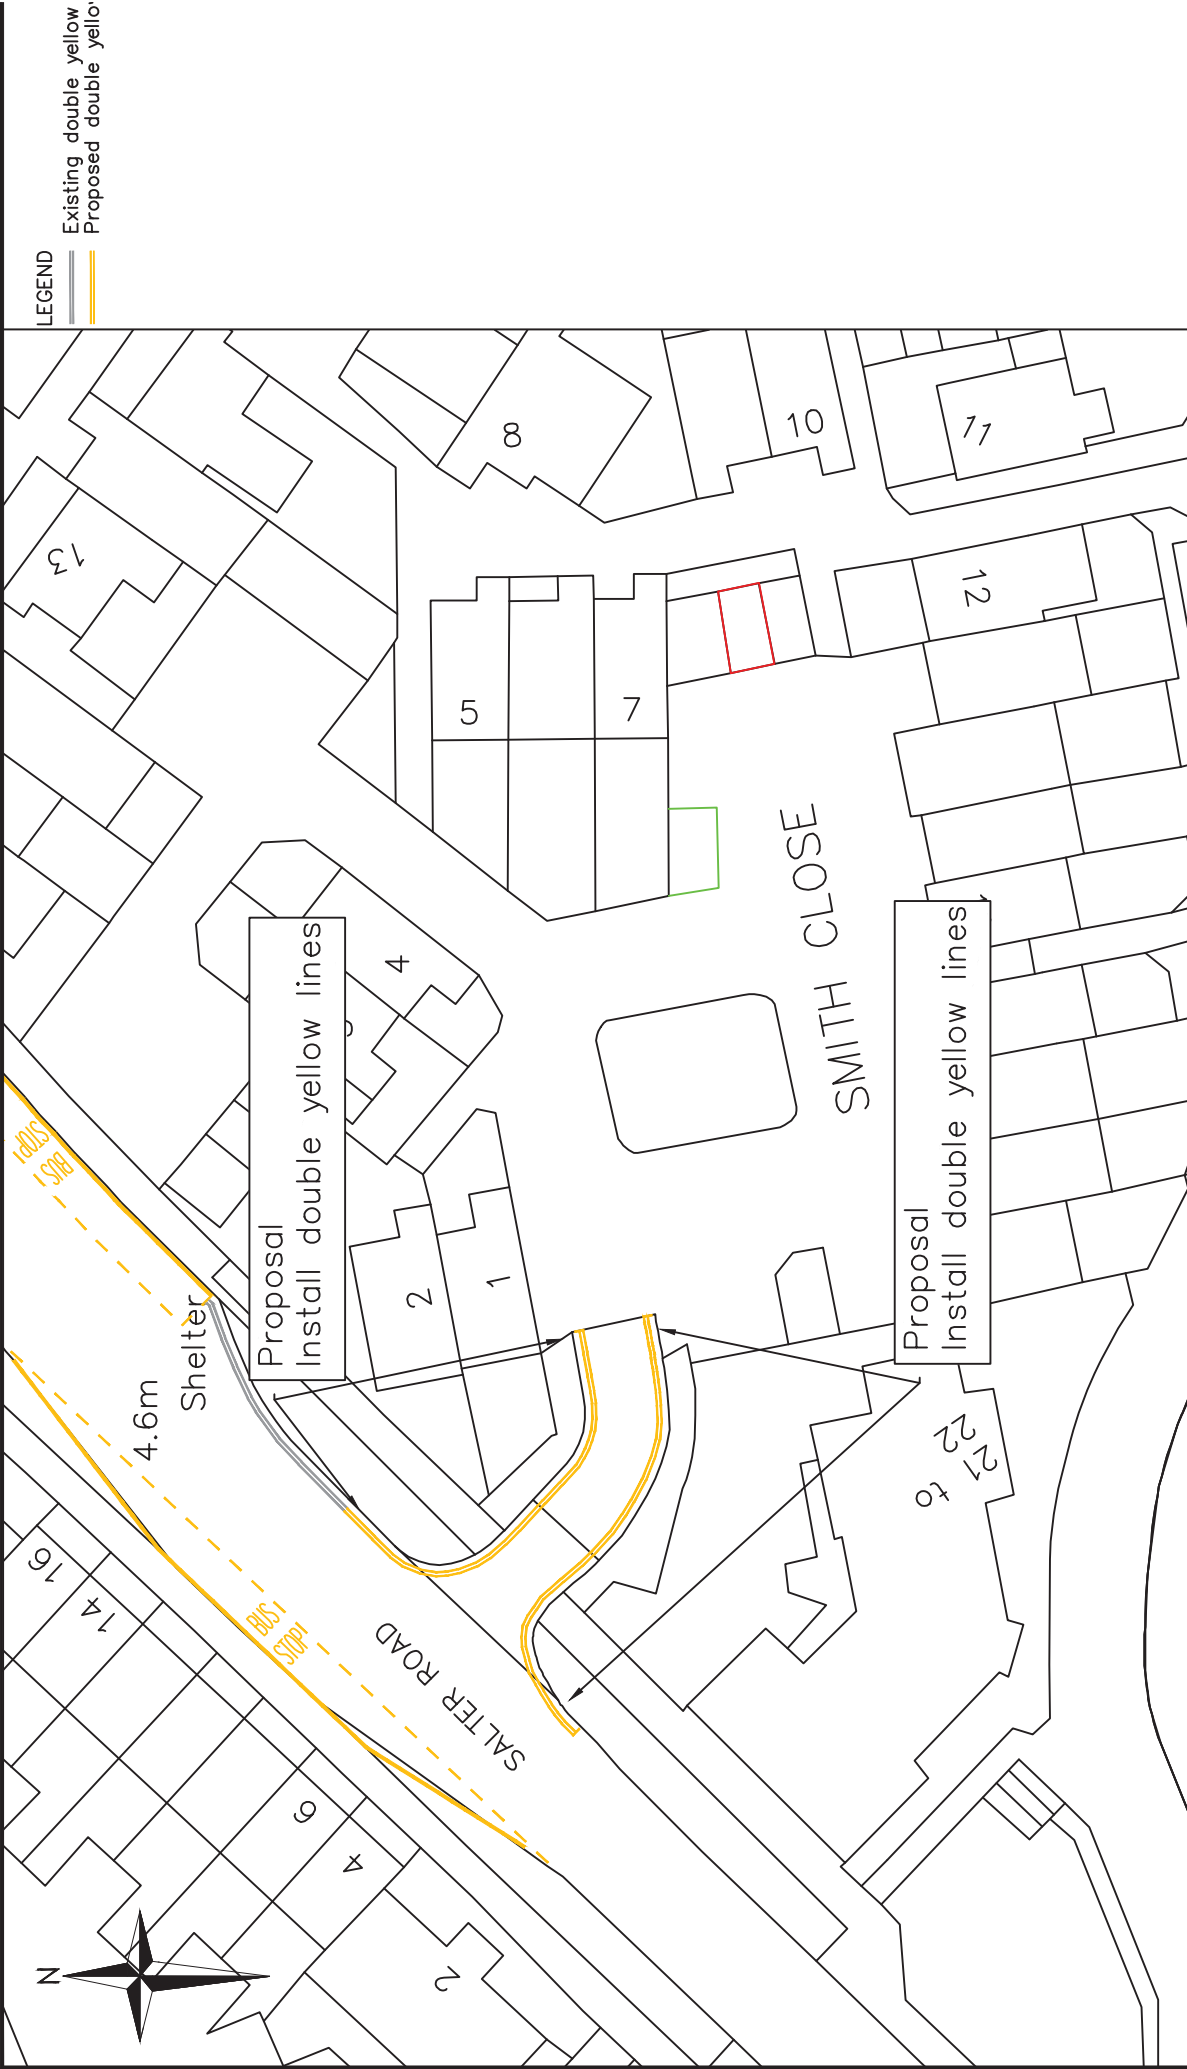 LEGEND
Existing double yellow
Proposed double
13
8
10
11
5
7
12
4
SMITH CLOSE
Proposal
Install double yellow lines
Proposal
Install double yellow lines
2
1
BUS
STOP
Shelter
4.6m
21 to
22
BUS
STOP
SALTER ROAD
16
14
6
4
2
N